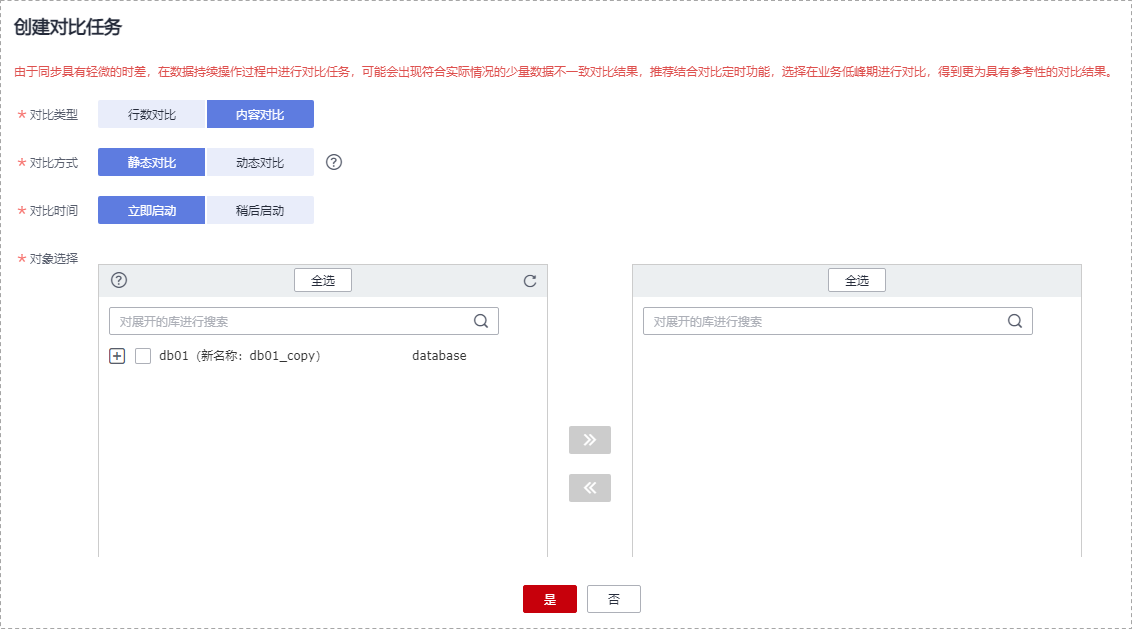 创建对比任务
由于同步具有轻微的时差，在数据持续操作过程中进行对比任务，可能会出现符合实际情况的少量数据不一致对比结果，推荐结合对比定时功能，选择在业务低峰期进行对比，得到更为具有参考性的对比结果。
* 对比类型 行数对比 内容对比
* 对比方式 静态对比 动态对比 ?
* 对比时间 立即启动 稍后启动
* 对象选择
? 全选 全选
对展开的库进行搜索 对展开的库进行搜索
db01（新名称：db01_copy） database
是 否